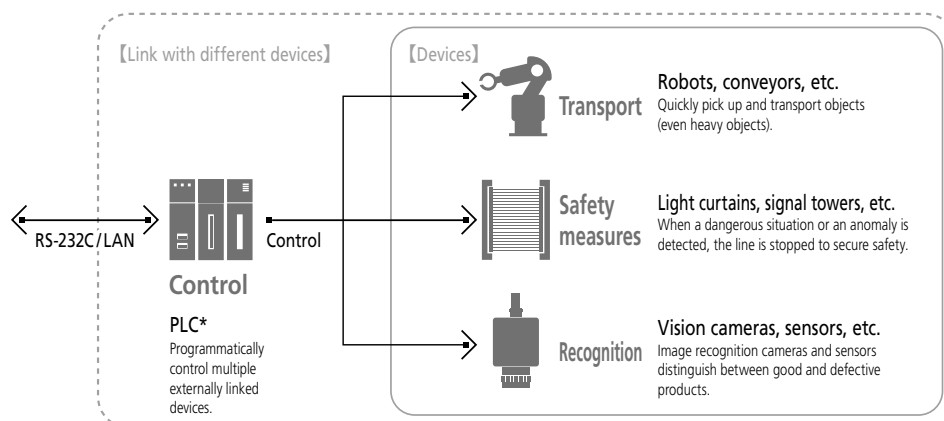 【Link with different devices】
【Devices】
Transport
Robots, conveyors, etc.
Quickly pick up and transport objects
(even heavy objects).
RS-232C/LAN
Control
Safety
measures
Light curtains, signal towers, etc.
When a dangerous situation or an anomaly is
detected, the line is stopped to secure safety.
Control
PLC*
Programmatically
control multiple
externally linked
devices.
Recognition
Vision cameras, sensors, etc.
Image recognition cameras and sensors
distinguish between good and defective
products.